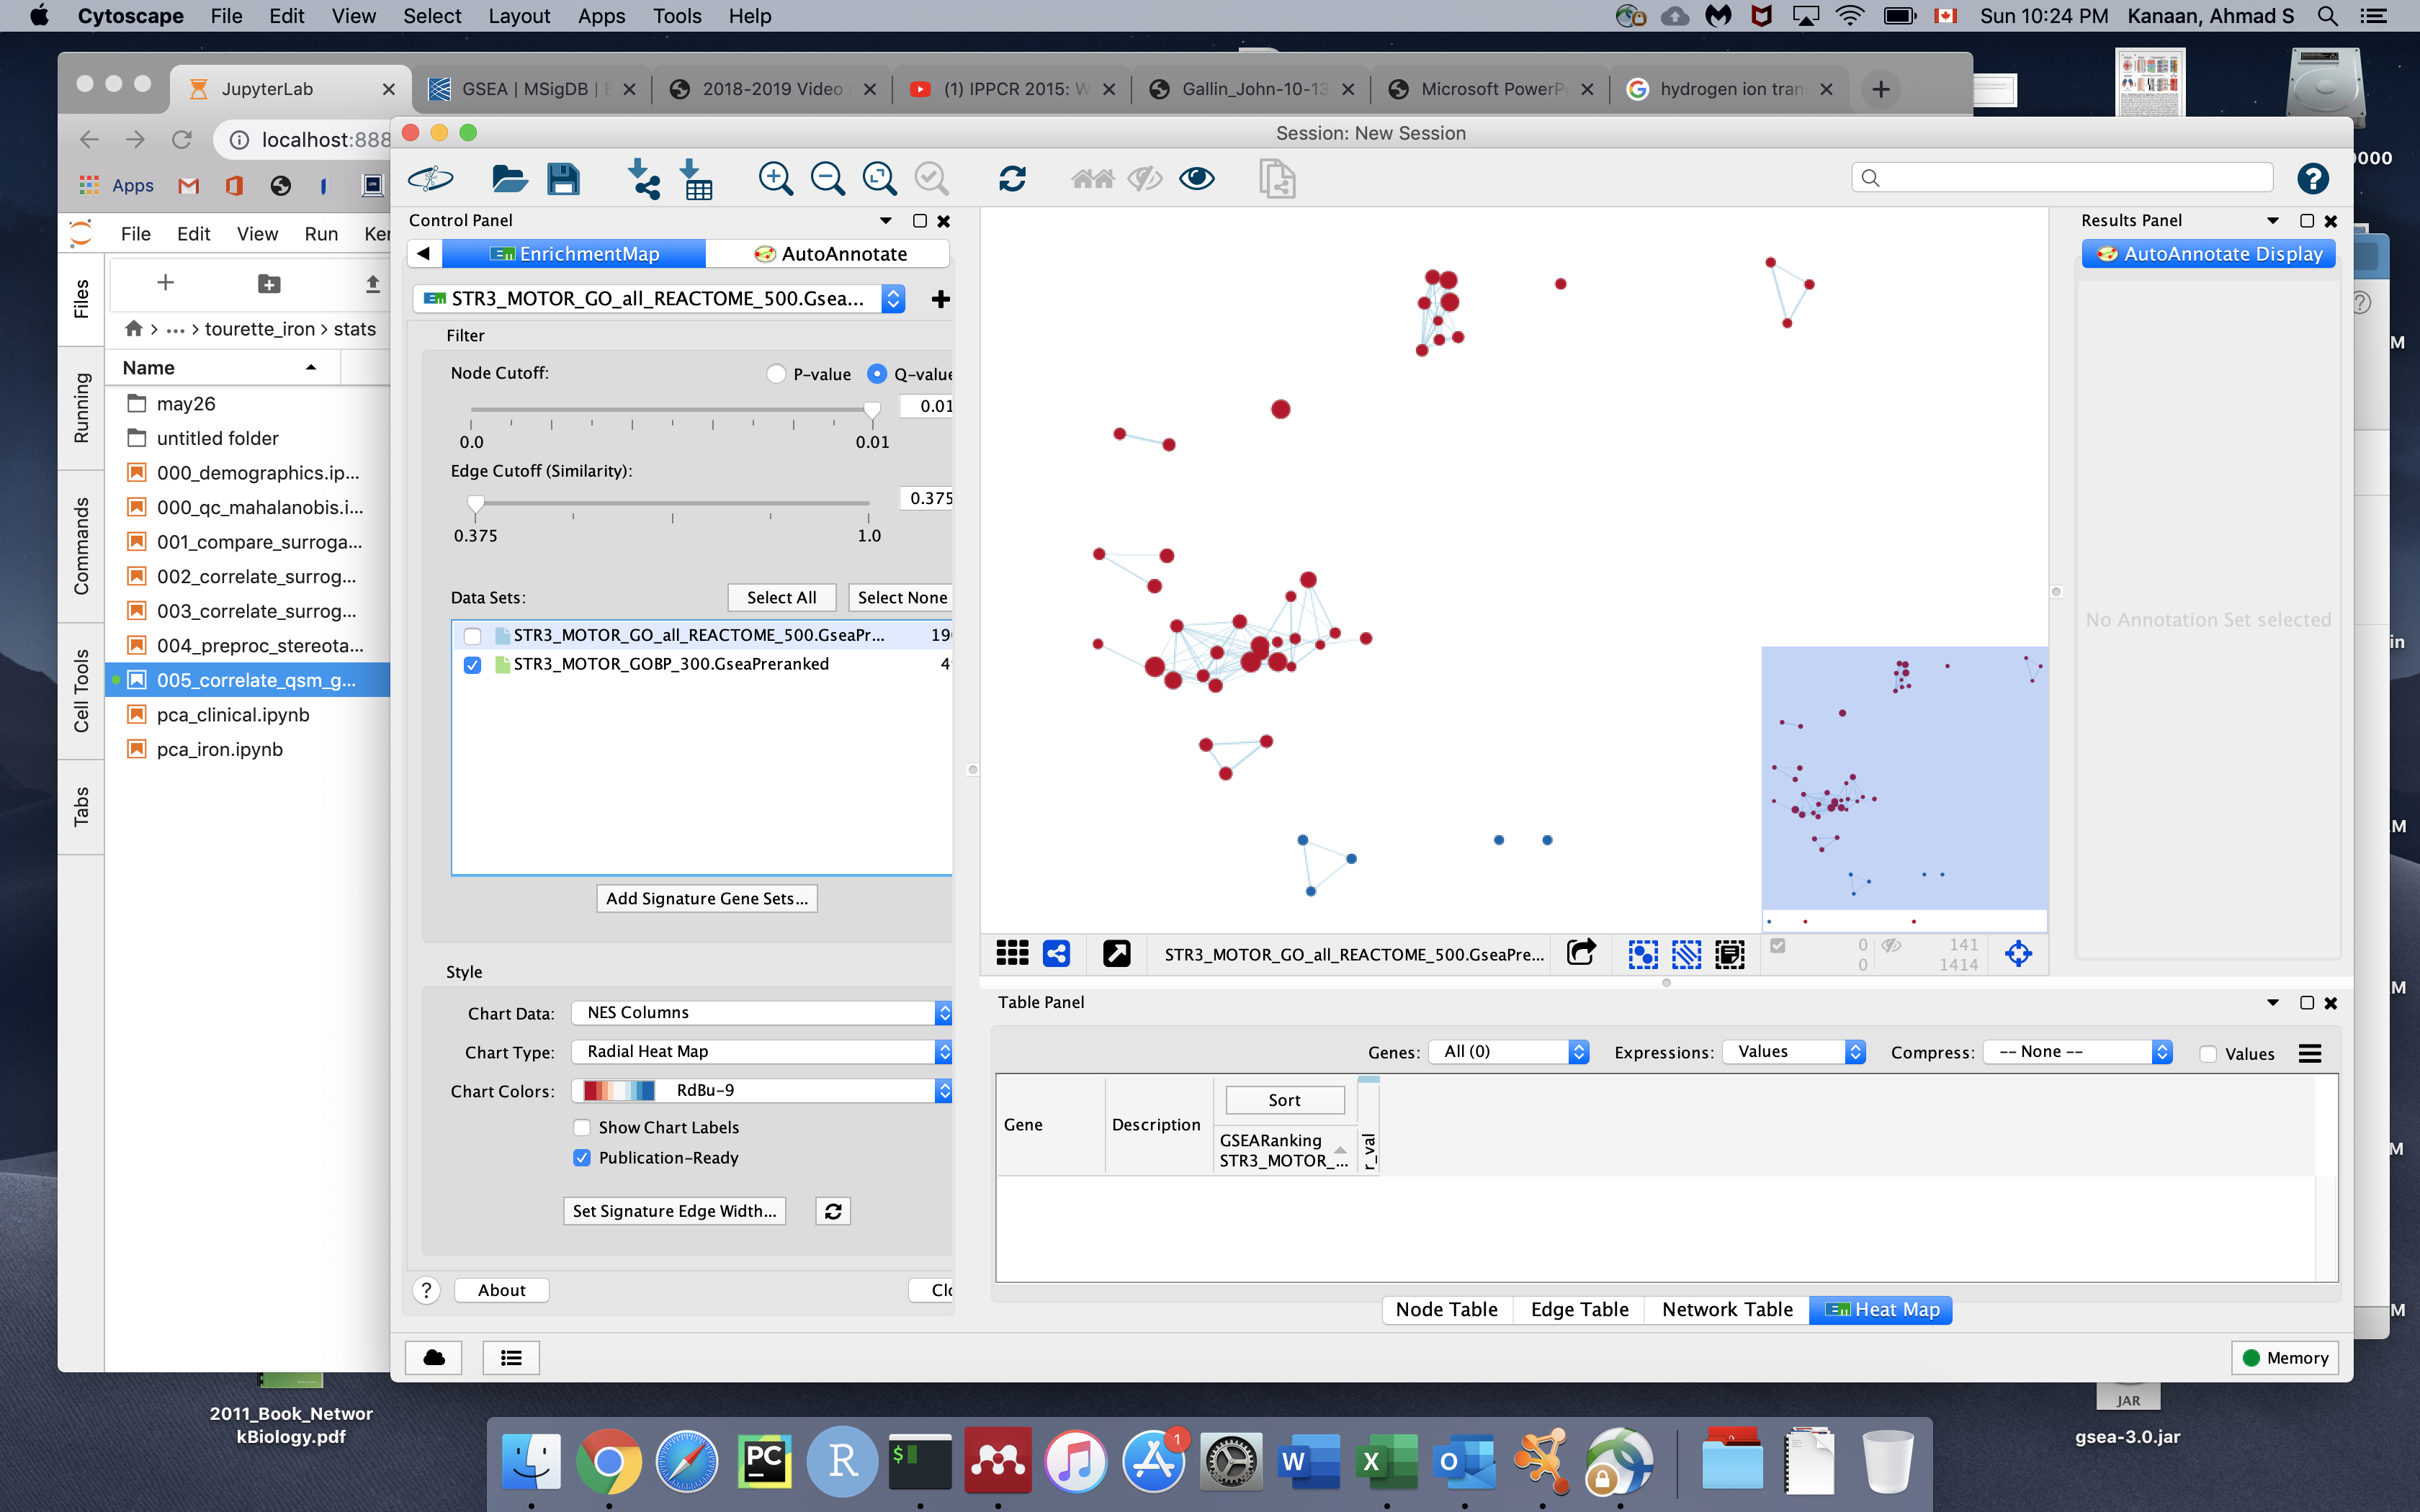 Cytoscape File Edit View Select Layout Apps Tools Help Sun 10:24 PM Kanaan, Ahmad S
JupyterLab
GSEA | MSigDB |
2018-2019 Video
(1) IPPCR 2015: W
Gallin_John-10-13
Microsoft PowerP
hydrogen ion tran
localhost:888
Apps
File Edit View Run Ker
Files
Running
Commands
Cell Tools
Tabs
... > tourette_iron > stats
Name
may26
untitled folder
000_demographics.ip...
000_qc_mahalanobis.i...
001_compare_surroga...
002_correlate_surrog...
003_correlate_surrog...
004_preproc_stereota...
005_correlate_qsm_g...
pca_clinical.ipynb
pca_iron.ipynb
Session: New Session
Control Panel
EnrichmentMap AutoAnnotate
STR3_MOTOR_GO_all_REACTOME_500.Gsea...
Filter
Node Cutoff: P-value Q-value
0.01
0.0 0.01
Edge Cutoff (Similarity):
0.375
0.375 1.0
Data Sets: Select All Select None
STR3_MOTOR_GO_all_REACTOME_500.GseaPr... 19
STR3_MOTOR_GOBP_300.GseaPreranked 4
Add Signature Gene Sets...
Style
Chart Data: NES Columns
Chart Type: Radial Heat Map
Chart Colors: RdBu-9
Show Chart Labels
Publication-Ready
Set Signature Edge Width...
? About Clo
STR3_MOTOR_GO_all_REACTOME_500.GseaPre...
0 141
0 1414
Results Panel
AutoAnnotate Display
No Annotation Set selected
Table Panel
Genes: All (0) Expressions: Values Compress: -- None -- Values
Gene Description
Sort
GSEARanking
STR3_MOTOR_...
r_val
Node Table Edge Table Network Table Heat Map
Memory
0000
M
in
AM
M
M
M
2011_Book_Networ
kBiology.pdf
JAR
gsea-3.0.jar
PC
R
$
1
W
X
O